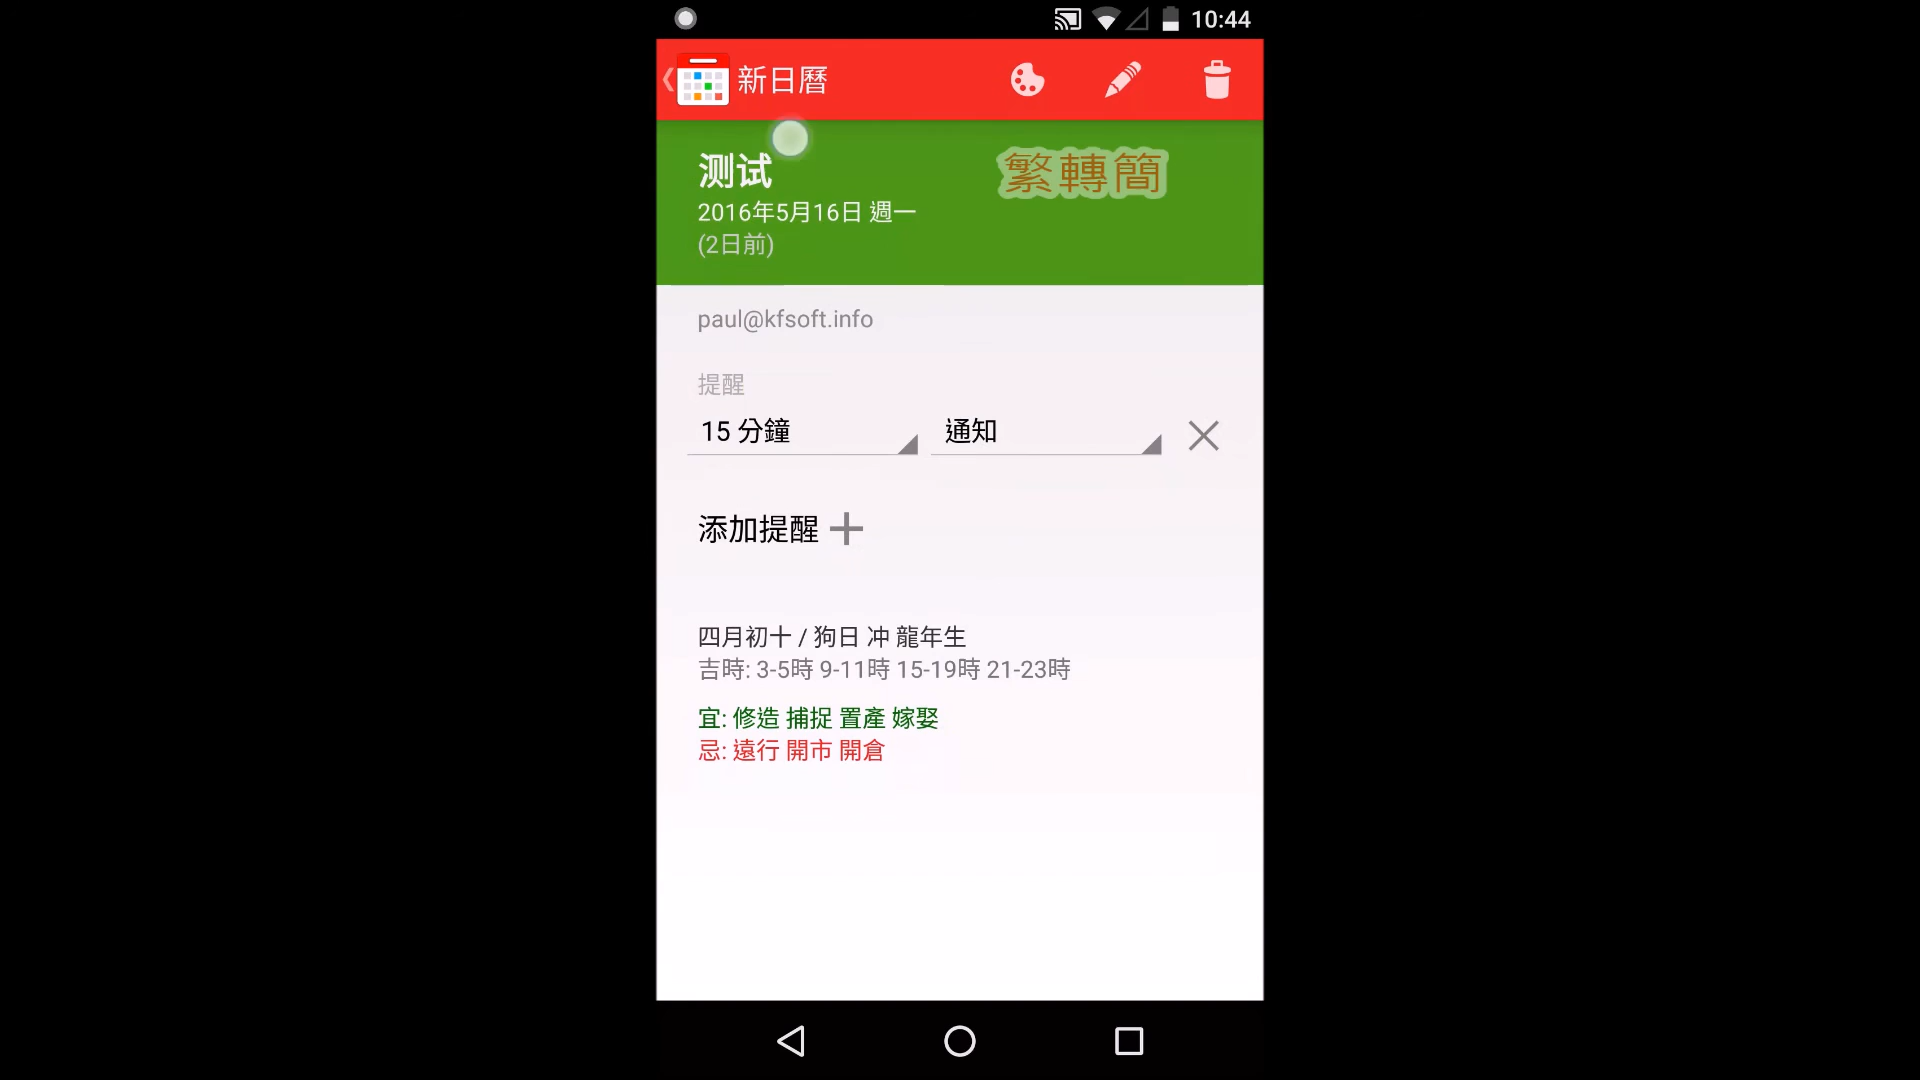 10:44
新日曆
测试
繁轉簡
2016年5月16日 週一
(2日前)
paul@kfsoft.info
提醒
15 分鐘
通知
添加提醒
四月初十 / 狗日 冲 龍年生
吉時: 3-5時 9-11時 15-19時 21-23時
宜: 修造 捕捉 置產 嫁娶
忌: 遠行 開市 開倉